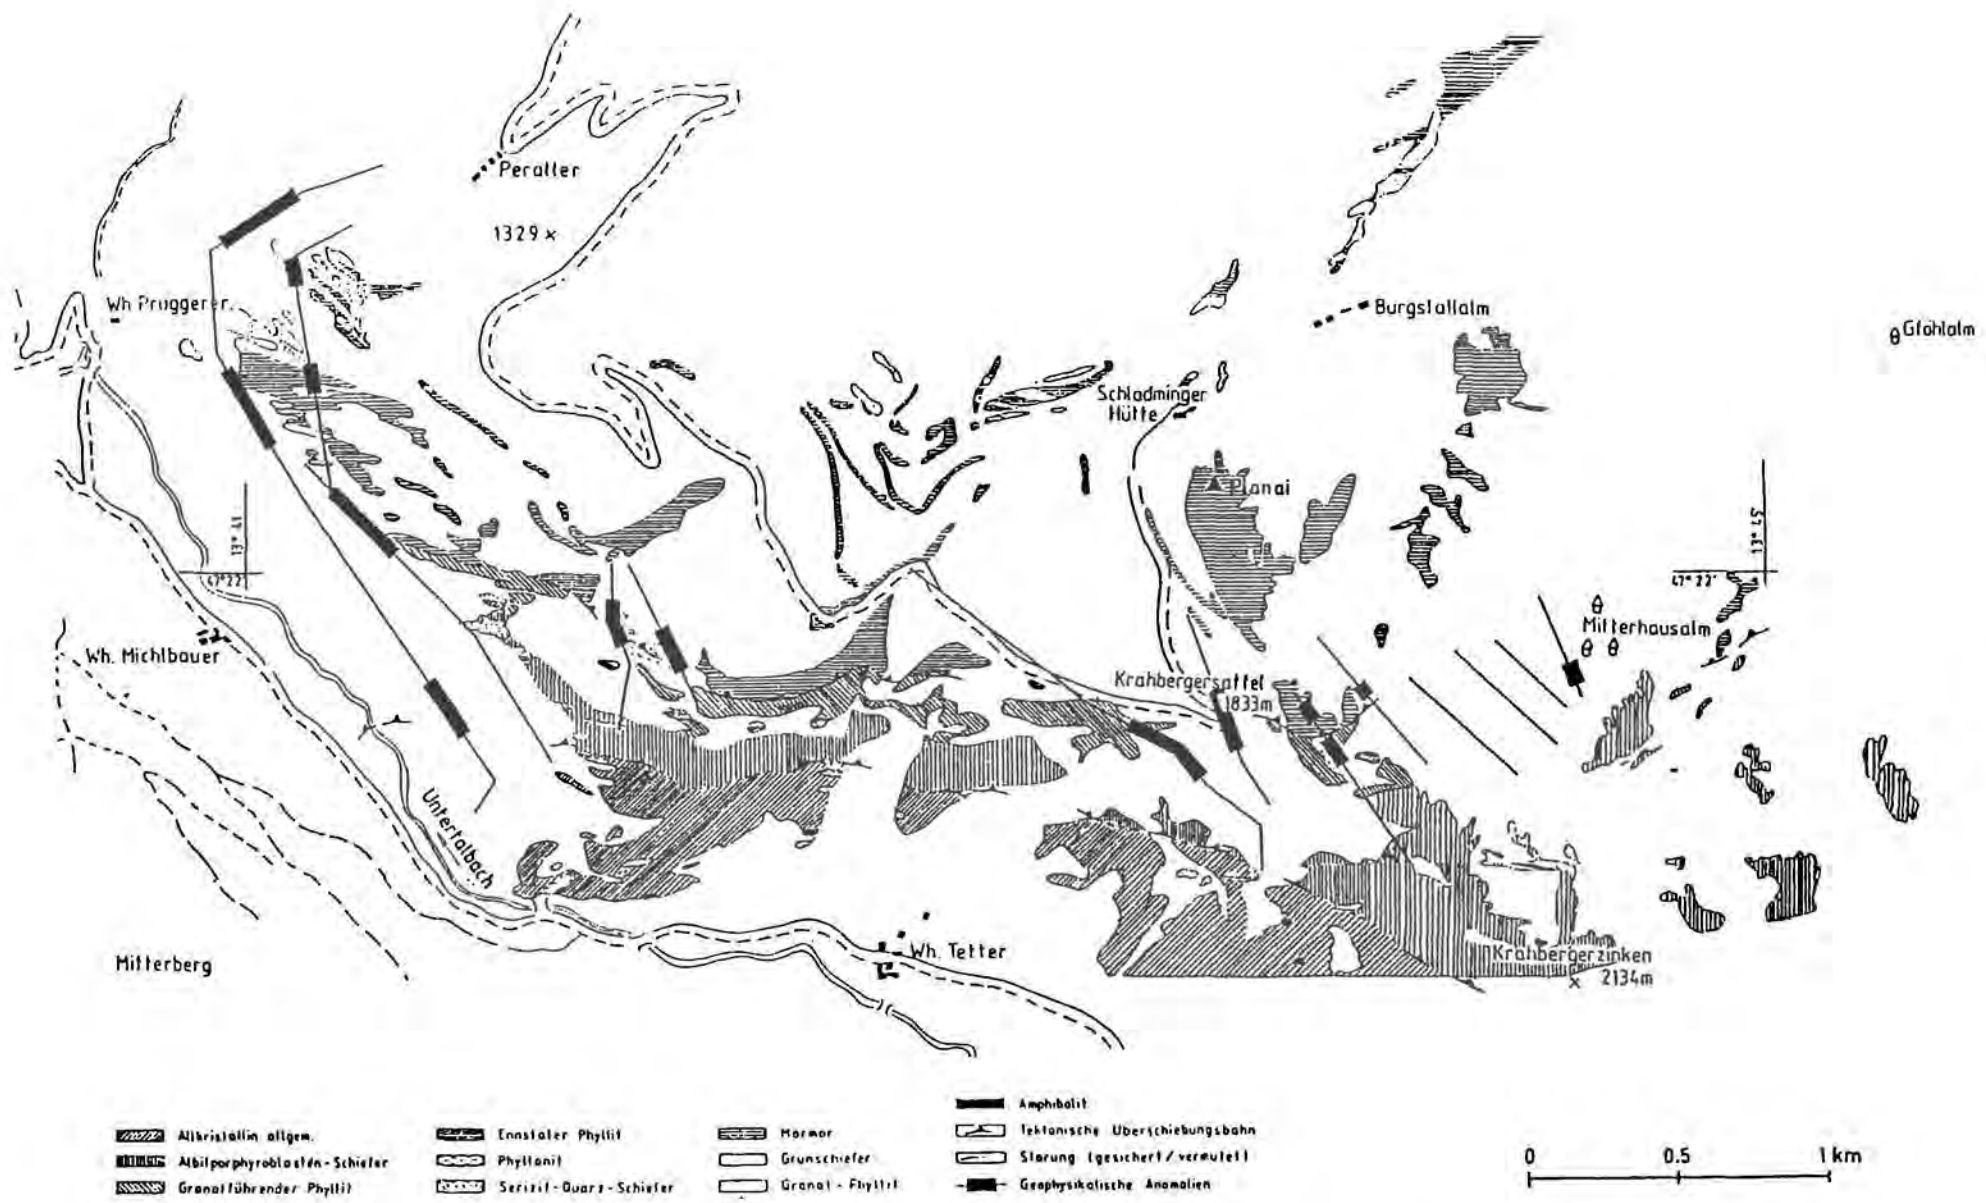 Peralter
1329 x
Wh Pruggerer
Burgstallalm
Glöhlalm
Schladminger
Hütte
Planai
13° 41'
47° 22'
13° 45'
47° 22'
Mitterhausalm
Wh. Michlbauer
Krahbergersattel
1833m
Untertalbach
Mitterberg
Wh. Tetter
Krahbergerzinken
x 2134m
Altkristallin allgem.
Albitporphyroblasten-Schiefer
Granatführender Phyllit
Ennstaler Phyllit
Phyllonit
Serizit-Quarz-Schiefer
Marmor
Grünschiefer
Granat-Phyllit
Amphibolit
Tektonische Überschiebungsbahn
Störung (gesichert/vermutet)
Geophysikalische Anomalien
0 0.5 1 km